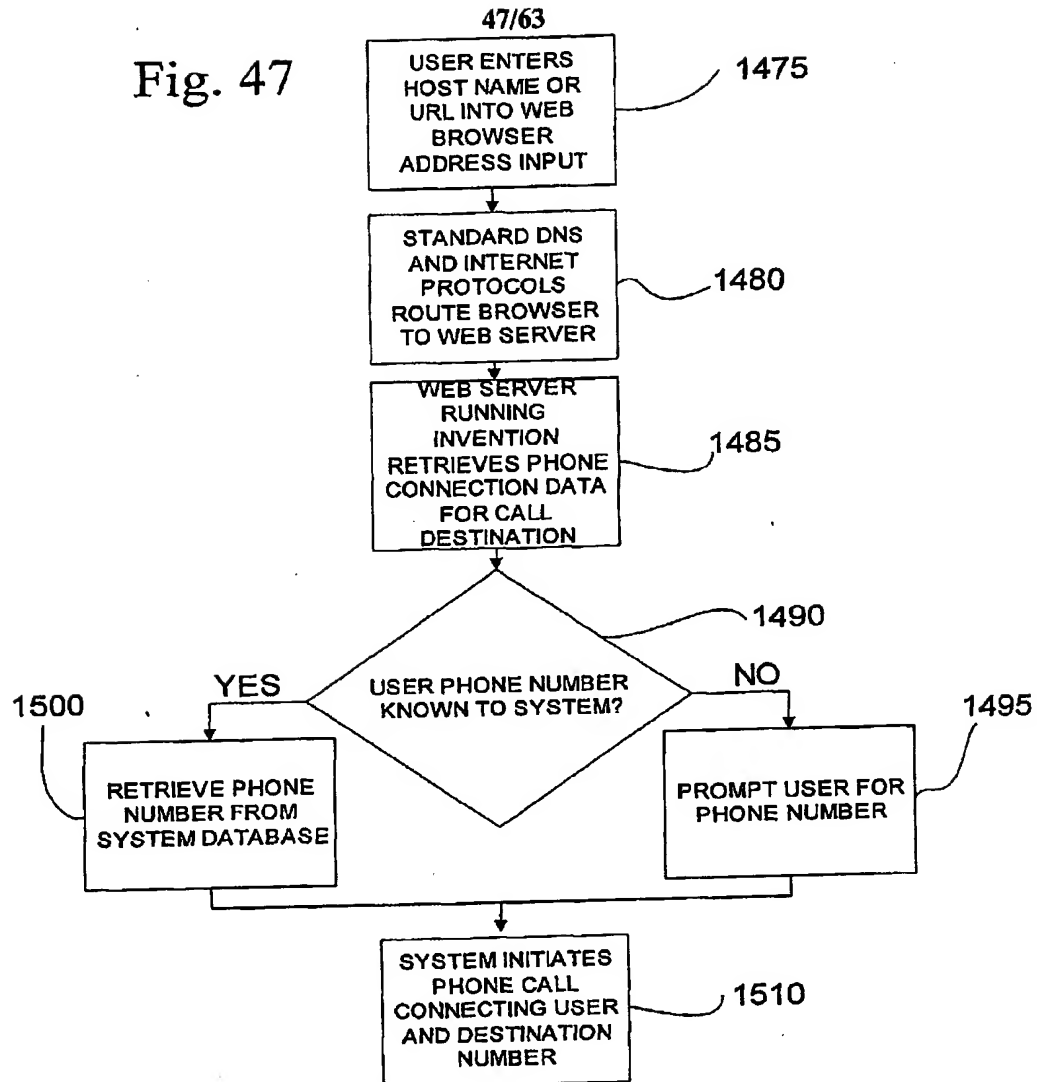 47/63
Fig. 47
USER ENTERS
HOST NAME OR
URL INTO WEB
BROWSER
ADDRESS INPUT
1475
STANDARD DNS
AND INTERNET
PROTOCOLS
ROUTE BROWSER
TO WEB SERVER
1480
WEB SERVER
RUNNING
INVENTION
RETRIEVES PHONE
CONNECTION DATA
FOR CALL
DESTINATION
1485
1490
USER PHONE NUMBER
KNOWN TO SYSTEM?
YES
NO
1500
RETRIEVE PHONE
NUMBER FROM
SYSTEM DATABASE
1495
PROMPT USER FOR
PHONE NUMBER
SYSTEM INITIATES
PHONE CALL
CONNECTING USER
AND DESTINATION
NUMBER
1510